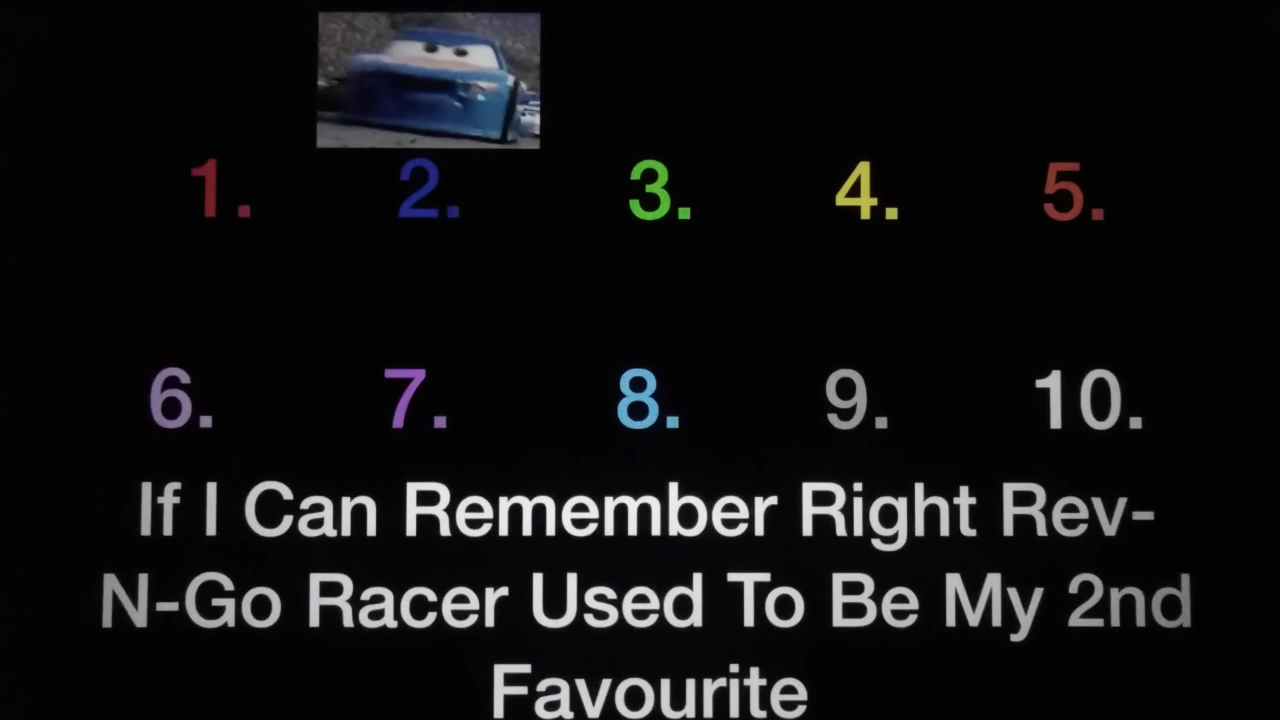 1. 2. 3. 4. 5.
6. 7. 8. 9. 10.
If I Can Remember Right Rev-
N-Go Racer Used To Be My 2nd
Favourite